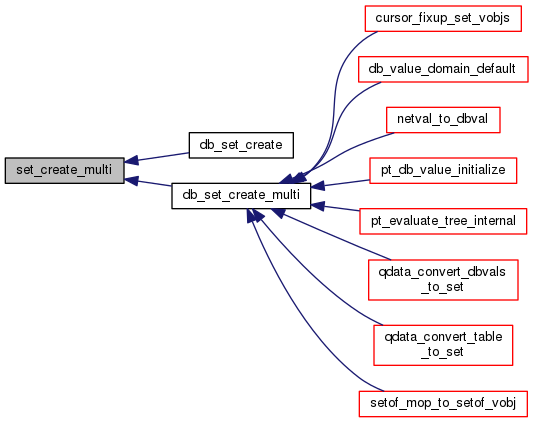 cursor_fixup_set_vobjs
db_value_domain_default
netval_to_dbval
db_set_create
pt_db_value_initialize
set_create_multi
db_set_create_multi
pt_evaluate_tree_internal
qdata_convert_dbvals
_to_set
qdata_convert_table
_to_set
setof_mop_to_setof_vobj